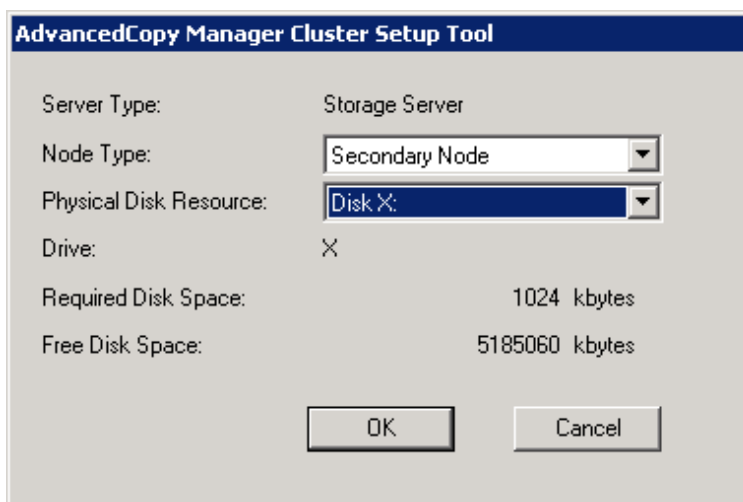 AdvancedCopy Manager Cluster Setup Tool
Server Type: Storage Server
Node Type: Secondary Node
Physical Disk Resource: Disk X:
Drive: X
Required Disk Space: 1024 kbytes
Free Disk Space: 5185060 kbytes
OK Cancel